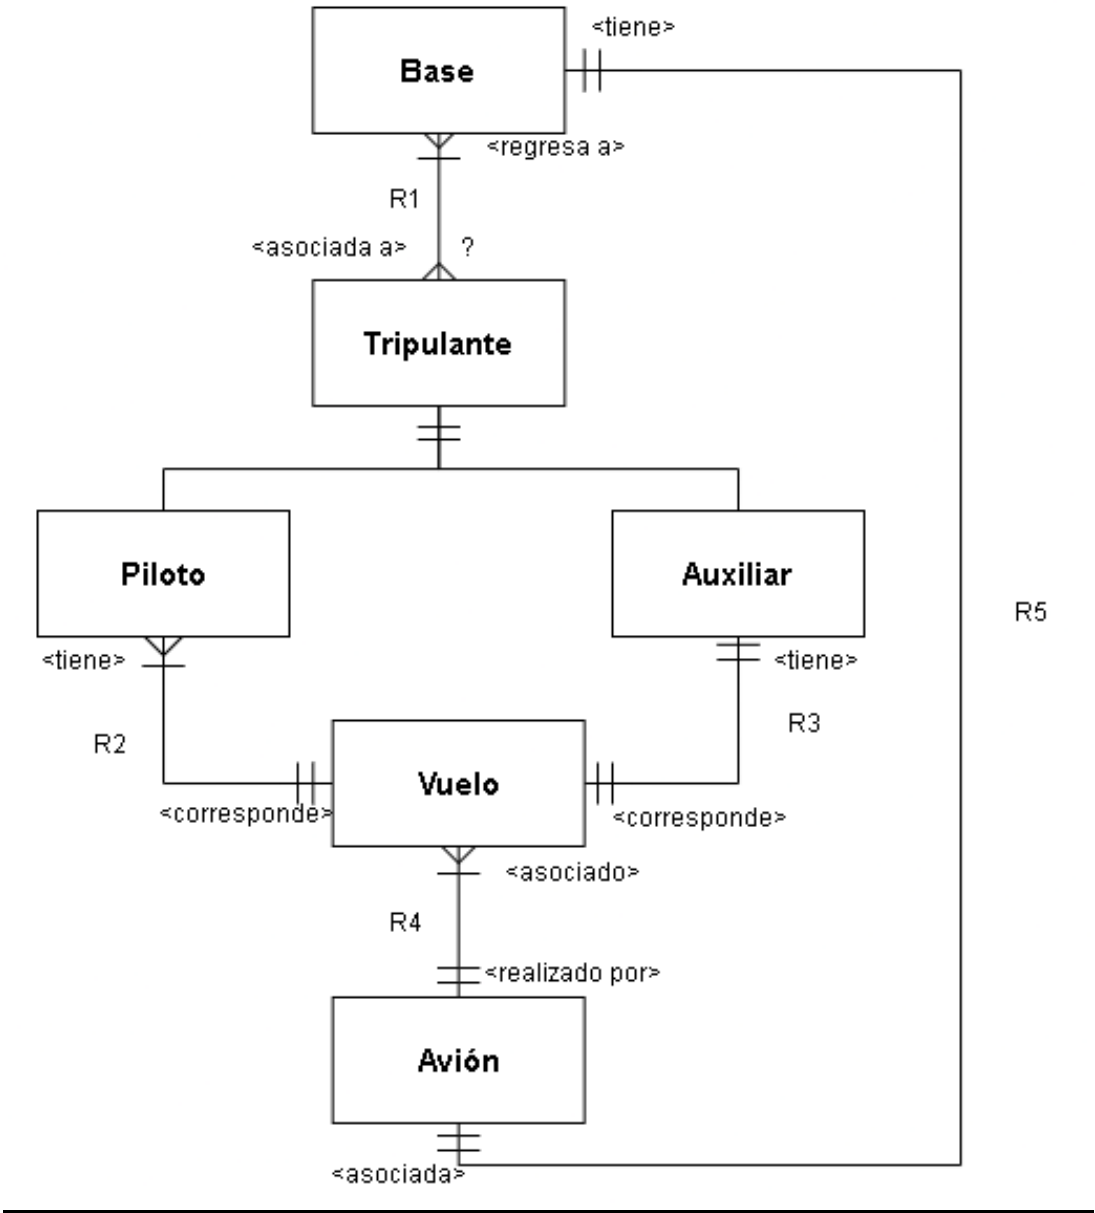 <tiene>
Base
<regresa a>
R1
<asociada a>
?
Tripulante
Piloto
Auxiliar
R5
<tiene>
<tiene>
R2
R3
Vuelo
<corresponde>
<corresponde>
<asociado>
R4
<realizado por>
Avión
<asociada>